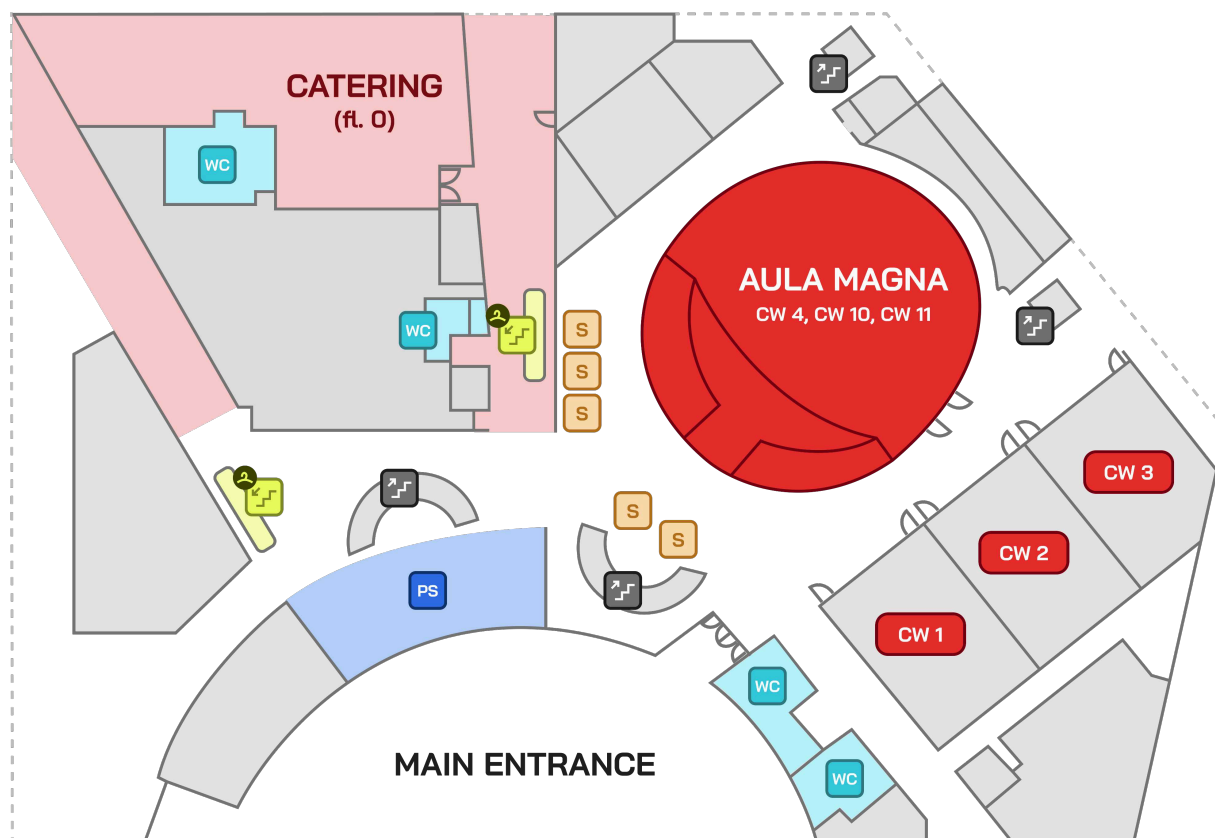 CATERING
(fl. 0)
WC
AULA MAGNA
CW 4, CW 10, CW 11
WC
S
S
S
CW 3
S
S
CW 2
PS
CW 1
WC
MAIN ENTRANCE
WC